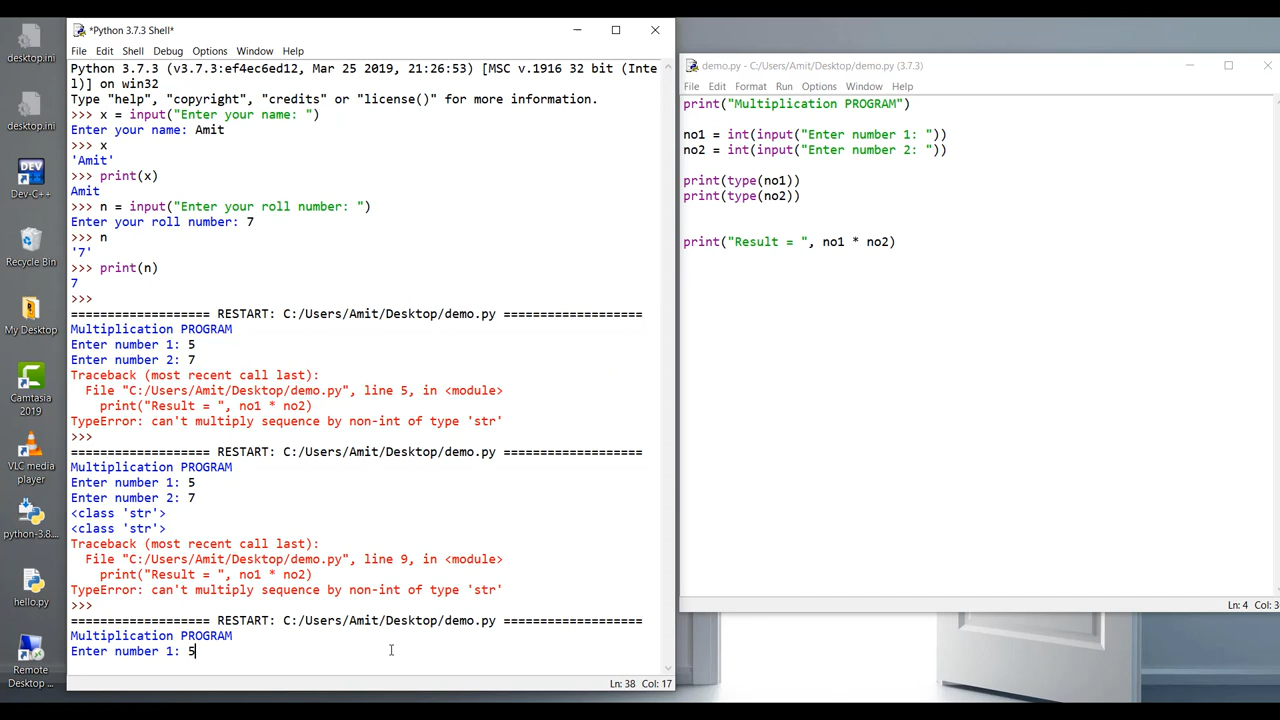 desktop.ini
desktop.ini
DEV
Dev-C++
Recycle Bin
My Desktop
Camtasia
2019
VLC media
player
python-3.8....
hello.py
Remote
Desktop ...
*Python 3.7.3 Shell*
File Edit Shell Debug Options Window Help
Python 3.7.3 (v3.7.3:ef4ec6ed12, Mar 25 2019, 21:26:53) [MSC v.1916 32 bit (Inte
l)] on win32
Type "help", "copyright", "credits" or "license()" for more information.
>>> x = input("Enter your name: ")
Enter your name: Amit
>>> x
'Amit'
>>> print(x)
Amit
>>> n = input("Enter your roll number: ")
Enter your roll number: 7
>>> n
'7'
>>> print(n)
7
>>>
=================== RESTART: C:/Users/Amit/Desktop/demo.py ===================
Multiplication PROGRAM
Enter number 1: 5
Enter number 2: 7
Traceback (most recent call last):
  File "C:/Users/Amit/Desktop/demo.py", line 5, in <module>
    print("Result = ", no1 * no2)
TypeError: can't multiply sequence by non-int of type 'str'
>>>
=================== RESTART: C:/Users/Amit/Desktop/demo.py ===================
Multiplication PROGRAM
Enter number 1: 5
Enter number 2: 7
<class 'str'>
<class 'str'>
Traceback (most recent call last):
  File "C:/Users/Amit/Desktop/demo.py", line 9, in <module>
    print("Result = ", no1 * no2)
TypeError: can't multiply sequence by non-int of type 'str'
>>>
=================== RESTART: C:/Users/Amit/Desktop/demo.py ===================
Multiplication PROGRAM
Enter number 1: 5
Ln: 38 Col: 17
demo.py - C:/Users/Amit/Desktop/demo.py (3.7.3)
File Edit Format Run Options Window Help
print("Multiplication PROGRAM")
no1 = int(input("Enter number 1: "))
no2 = int(input("Enter number 2: "))
print(type(no1))
print(type(no2))
print("Result = ", no1 * no2)
Ln: 4 Col: 3